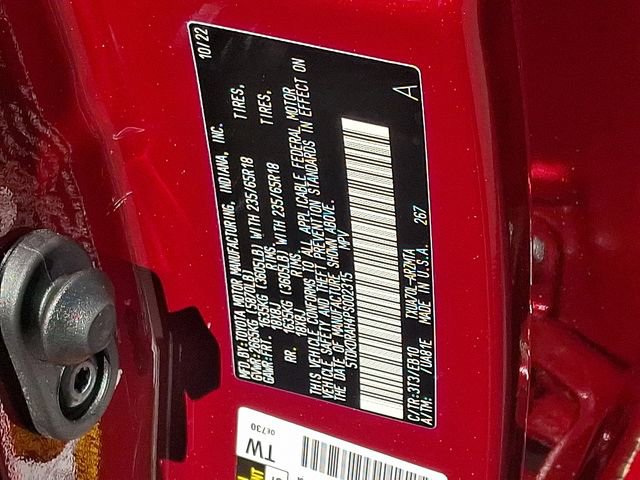 MFD.BY: TOYOTA MOTOR MANUFACTURING, INDIANA, INC. 10/22
GVWR: 2665KG (5870LB)
GAWR: FRT. 1635KG (3605LB) WITH 235/65R18 TIRES,
18X8J RIMS,
RR. 1635KG (3605LB) WITH 235/65R18 TIRES,
18X8J RIMS,
THIS VEHICLE CONFORMS TO ALL APPLICABLE FEDERAL MOTOR
VEHICLE SAFETY AND THEFT PREVENTION STANDARDS IN EFFECT ON
THE DATE OF MANUFACTURE SHOWN ABOVE.
MPV
A
C/TR: 3T3/EB10
A/TM: /UA81E MADE IN U.S.A. 267
TW
0E730